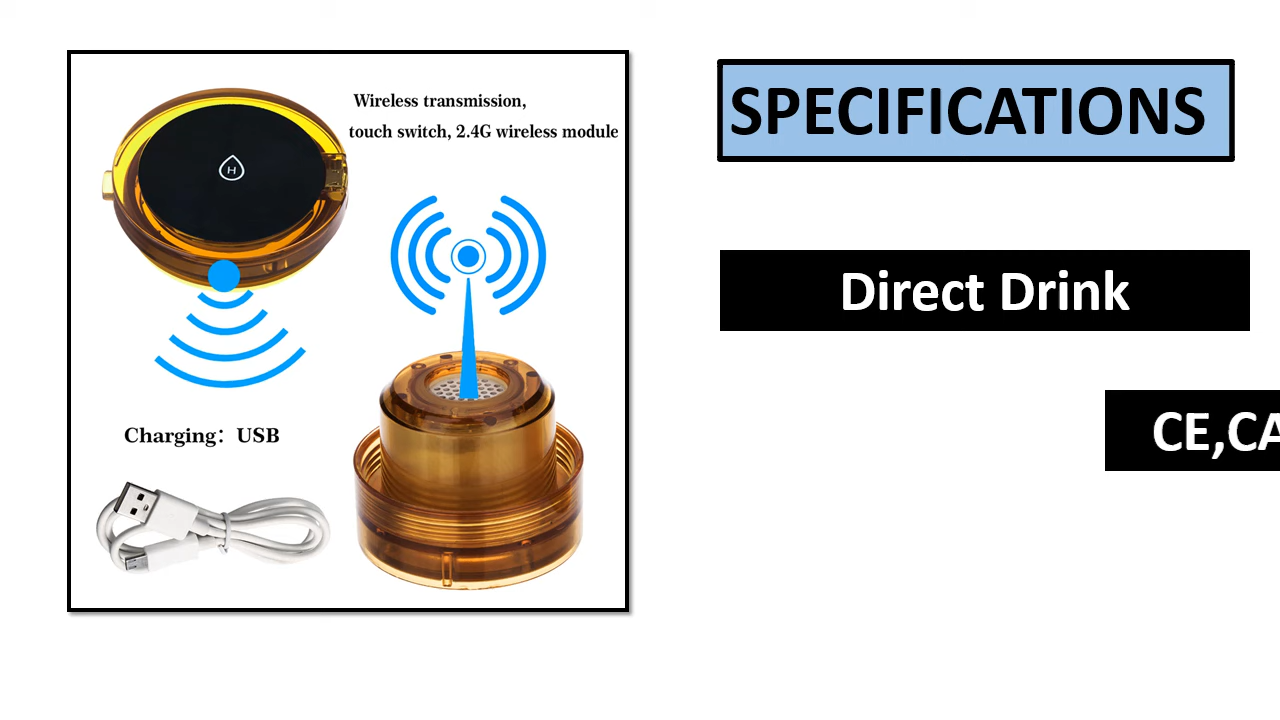 Wireless transmission,
touch switch, 2.4G wireless module
H
Charging: USB
SPECIFICATIONS
Direct Drink
CE,CA